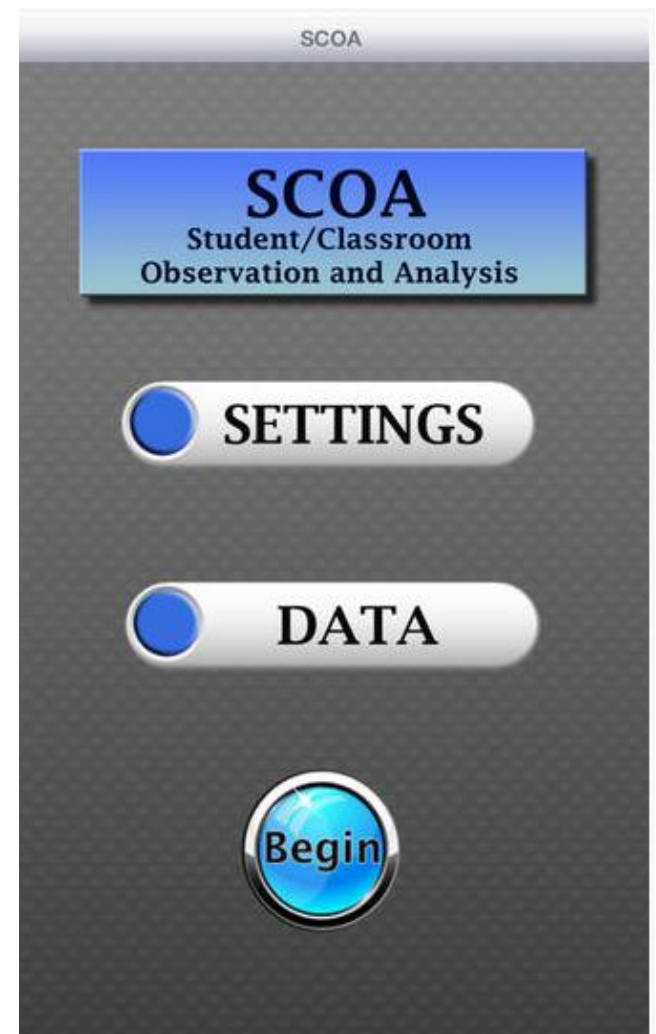 SCOA
SCOA
Student/Classroom
Observation and Analysis
SETTINGS
DATA
Begin